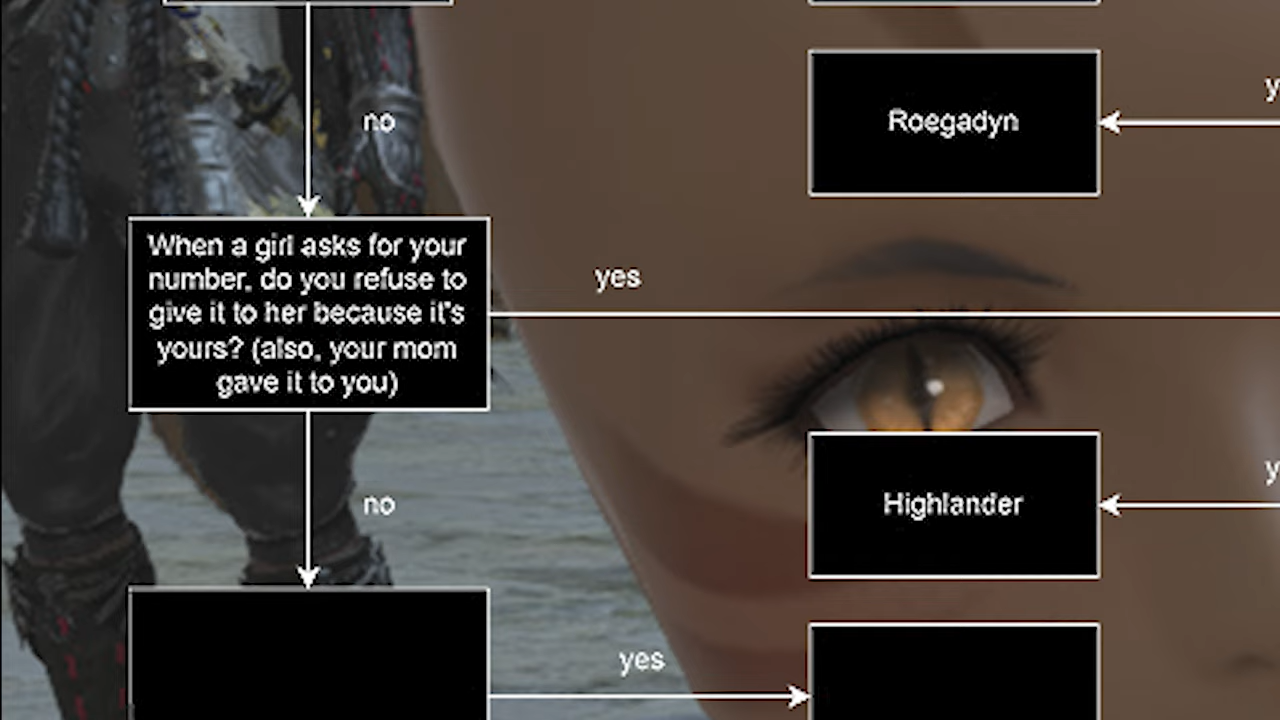 no
Roegadyn
y
When a girl asks for your
number, do you refuse to
give it to her because it's
yours? (also, your mom
gave it to you)
yes
no
Highlander
y
yes